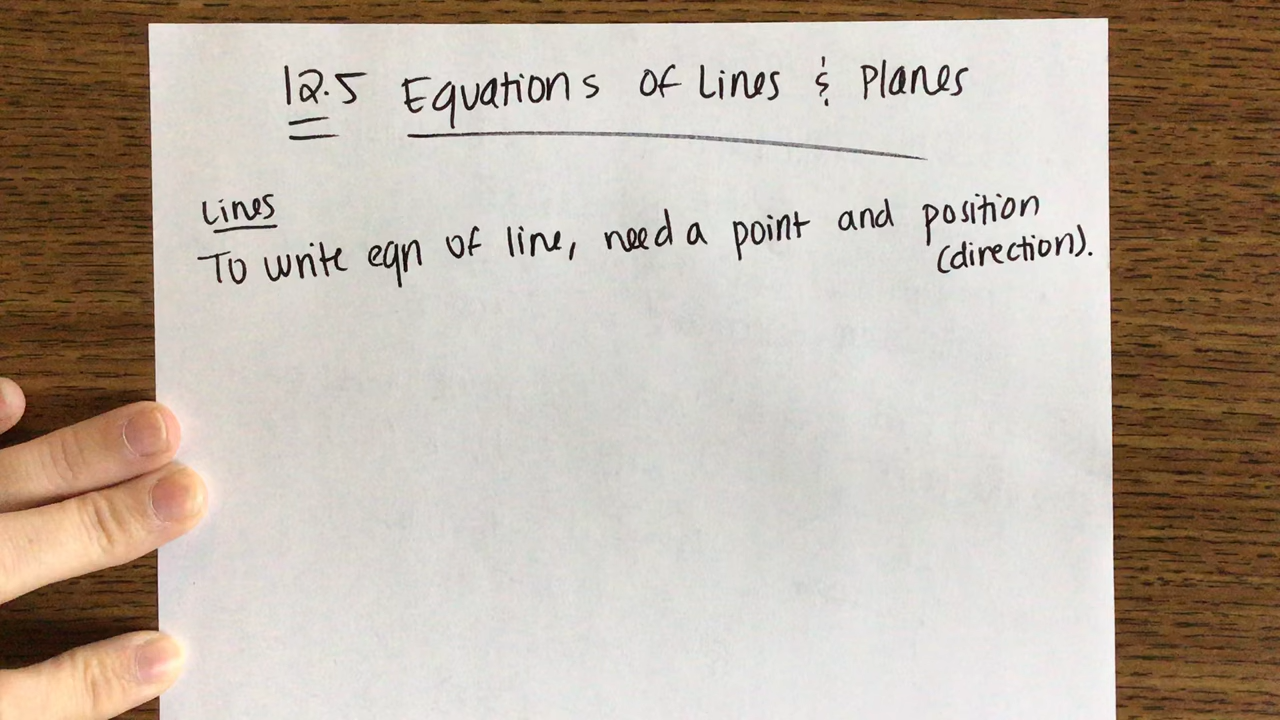 12.5 Equations of Lines & Planes
Lines
To write eqn of line, need a point and position
(direction).